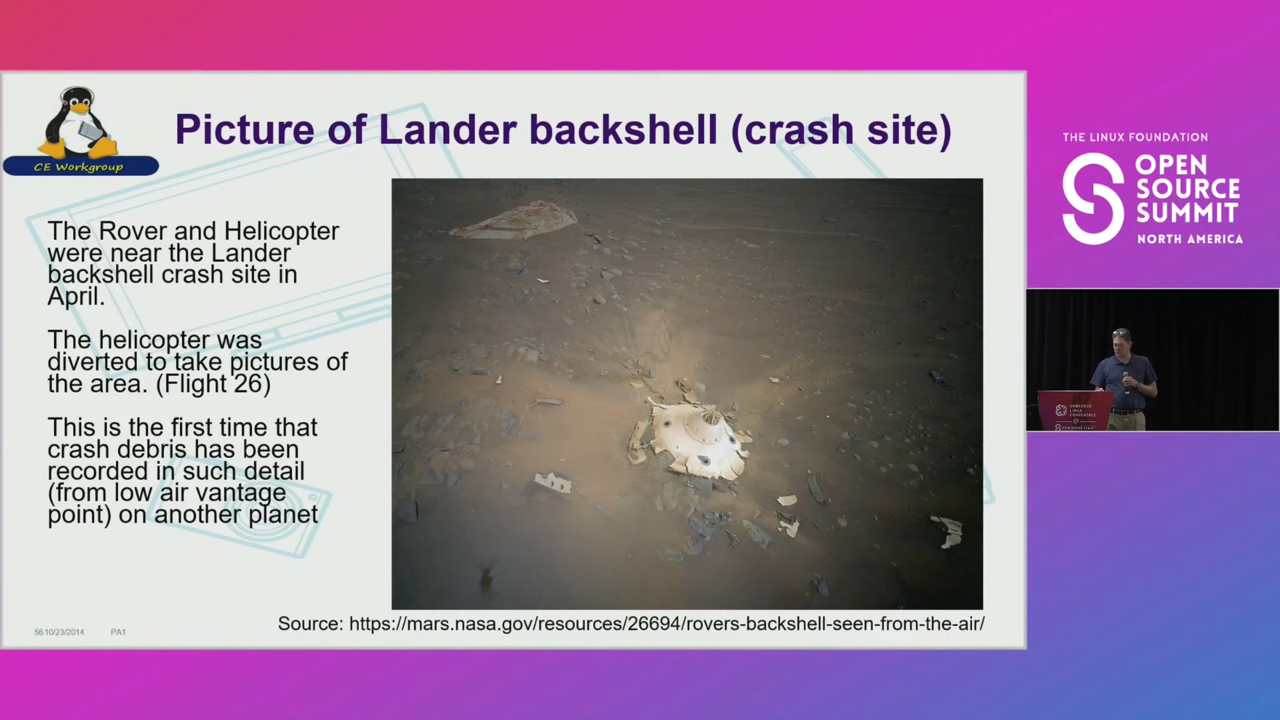 CE Workgroup
Picture of Lander backshell (crash site)
The Rover and Helicopter
were near the Lander
backshell crash site in
April.
The helicopter was
diverted to take pictures of
the area. (Flight 26)
This is the first time that
crash debris has been
recorded in such detail
(from low air vantage
point) on another planet
Source: https://mars.nasa.gov/resources/26694/rovers-backshell-seen-from-the-air/
56 10/23/2014 PA1
THE LINUX FOUNDATION
OPEN
SOURCE
SUMMIT
NORTH AMERICA
EMBEDDED
LINUX
CONFERENCE